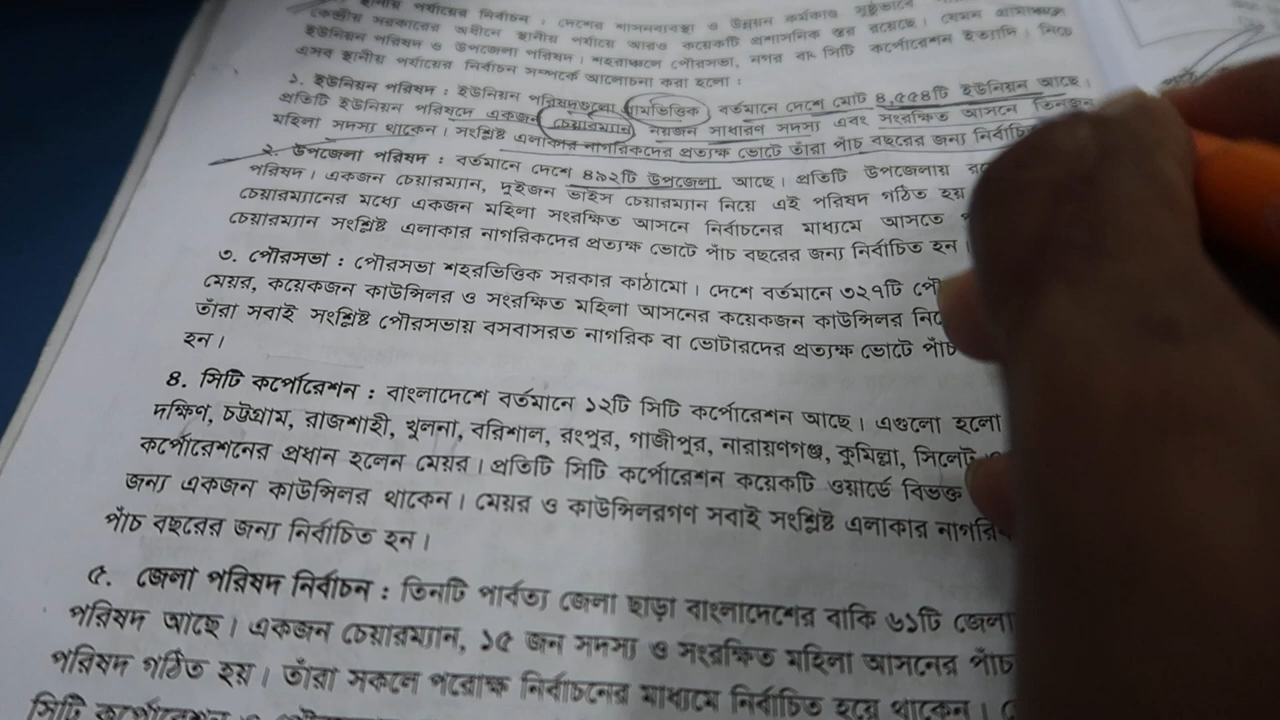 স্থানীয় পর্যায়ের নির্বাচন : দেশের শাসনব্যবস্থা ও উন্নয়ন কর্মকাণ্ড সুষ্ঠুভাবে
কেন্দ্রীয় সরকারের অধীনে স্থানীয় পর্যায়ে আরও কয়েকটি প্রশাসনিক স্তর রয়েছে। যেমন গ্রামাঞ্চলে
ইউনিয়ন পরিষদ ও উপজেলা পরিষদ। শহরাঞ্চলে পৌরসভা, নগর বা সিটি কর্পোরেশন ইত্যাদি। নিচে
এসব স্থানীয় পর্যায়ের নির্বাচন সম্পর্কে আলোচনা করা হলো :
১. ইউনিয়ন পরিষদ : ইউনিয়ন পরিষদগুলো গ্রামভিত্তিক বর্তমানে দেশে মোট ৪,৫৫৪টি ইউনিয়ন আছে।
প্রতিটি ইউনিয়ন পরিষদে একজন চেয়ারম্যান নয়জন সাধারণ সদস্য এবং সংরক্ষিত আসনে তিনজন
মহিলা সদস্য থাকেন। সংশ্লিষ্ট এলাকার নাগরিকদের প্রত্যক্ষ ভোটে তাঁরা পাঁচ বছরের জন্য
২. উপজেলা পরিষদ : বর্তমানে দেশে ৪৯২টি উপজেলা আছে। প্রতিটি উপজেলায়
পরিষদ। একজন চেয়ারম্যান, দুইজন ভাইস চেয়ারম্যান নিয়ে এই পরিষদ গঠিত হয়
চেয়ারম্যানের মধ্যে একজন মহিলা সংরক্ষিত আসনে নির্বাচনের মাধ্যমে আসতে
চেয়ারম্যান সংশ্লিষ্ট এলাকার নাগরিকদের প্রত্যক্ষ ভোটে পাঁচ বছরের জন্য নির্বাচিত হন।
৩. পৌরসভা : পৌরসভা শহরভিত্তিক সরকার কাঠামো। দেশে বর্তমানে ৩২৭টি
মেয়র, কয়েকজন কাউন্সিলর ও সংরক্ষিত মহিলা আসনের কয়েকজন কাউন্সিলর
তাঁরা সবাই সংশ্লিষ্ট পৌরসভায় বসবাসরত নাগরিক বা ভোটারদের প্রত্যক্ষ ভোটে পাঁচ
হন।
৪. সিটি কর্পোরেশন : বাংলাদেশে বর্তমানে ১২টি সিটি কর্পোরেশন আছে। এগুলো হলো
দক্ষিণ, চট্টগ্রাম, রাজশাহী, খুলনা, বরিশাল, রংপুর, গাজীপুর, নারায়ণগঞ্জ, কুমিল্লা, সিলেট
কর্পোরেশনের প্রধান হলেন মেয়র। প্রতিটি সিটি কর্পোরেশন কয়েকটি ওয়ার্ডে বিভক্ত
জন্য একজন কাউন্সিলর থাকেন। মেয়র ও কাউন্সিলরগণ সবাই সংশ্লিষ্ট এলাকার
পাঁচ বছরের জন্য নির্বাচিত হন।
৫. জেলা পরিষদ নির্বাচন : তিনটি পার্বত্য জেলা ছাড়া বাংলাদেশের বাকি ৬১টি জেলা
পরিষদ আছে। একজন চেয়ারম্যান, ১৫ জন সদস্য ও সংরক্ষিত মহিলা আসনের পাঁচ
পরিষদ গঠিত হয়। তাঁরা সকলে পরোক্ষ নির্বাচনের মাধ্যমে নির্বাচিত হয়ে থাকেন।
সিটি কর্পোরেশন